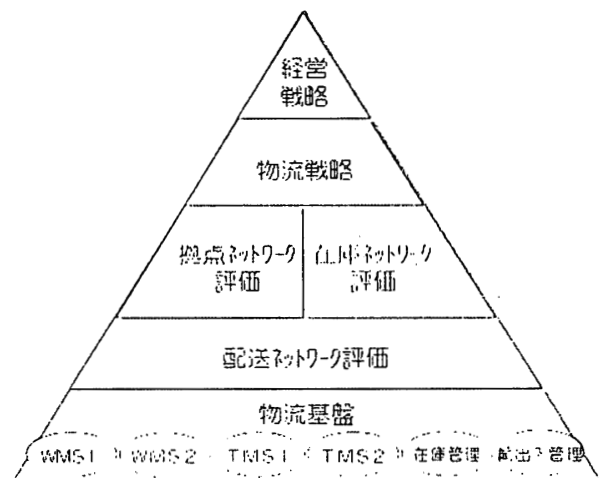 経営
戦略
物流戦略
拠点ネットワーク
評価
在庫ネットワーク
評価
配送ネットワーク評価
物流基盤
WMS1
WMS2
TMS1
TMS2
在庫管理
管理